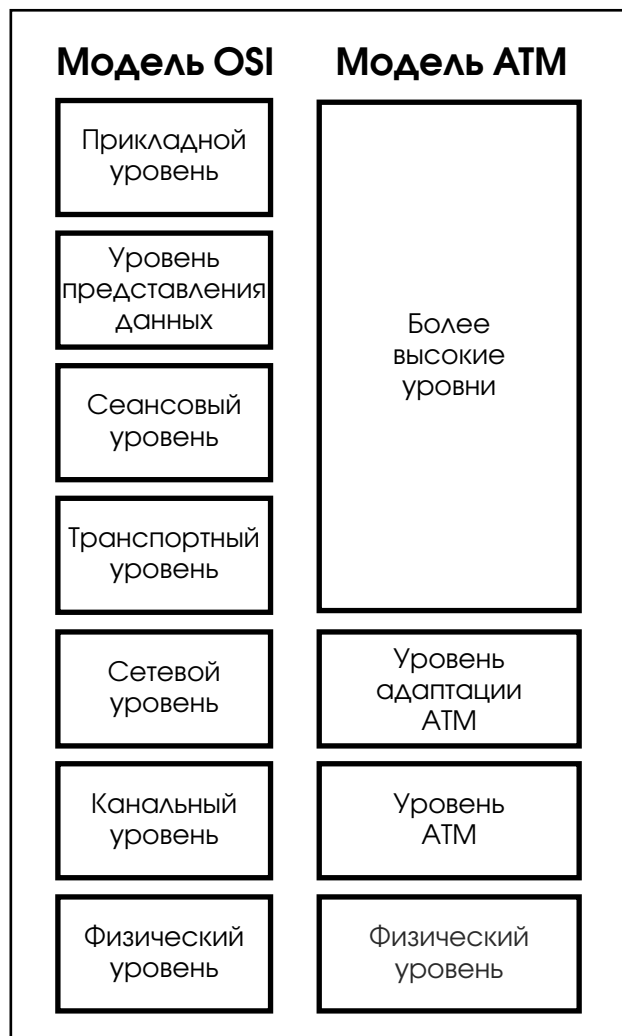 Модель OSI
Прикладной
уровень
Уровень
представления
данных
Сеансовый
уровень
Транспортный
уровень
Сетевой
уровень
Канальный
уровень
Физический
уровень
Модель ATM
Более
высокие
уровни
Уровень
адаптации
ATM
Уровень
ATM
Физический
уровень